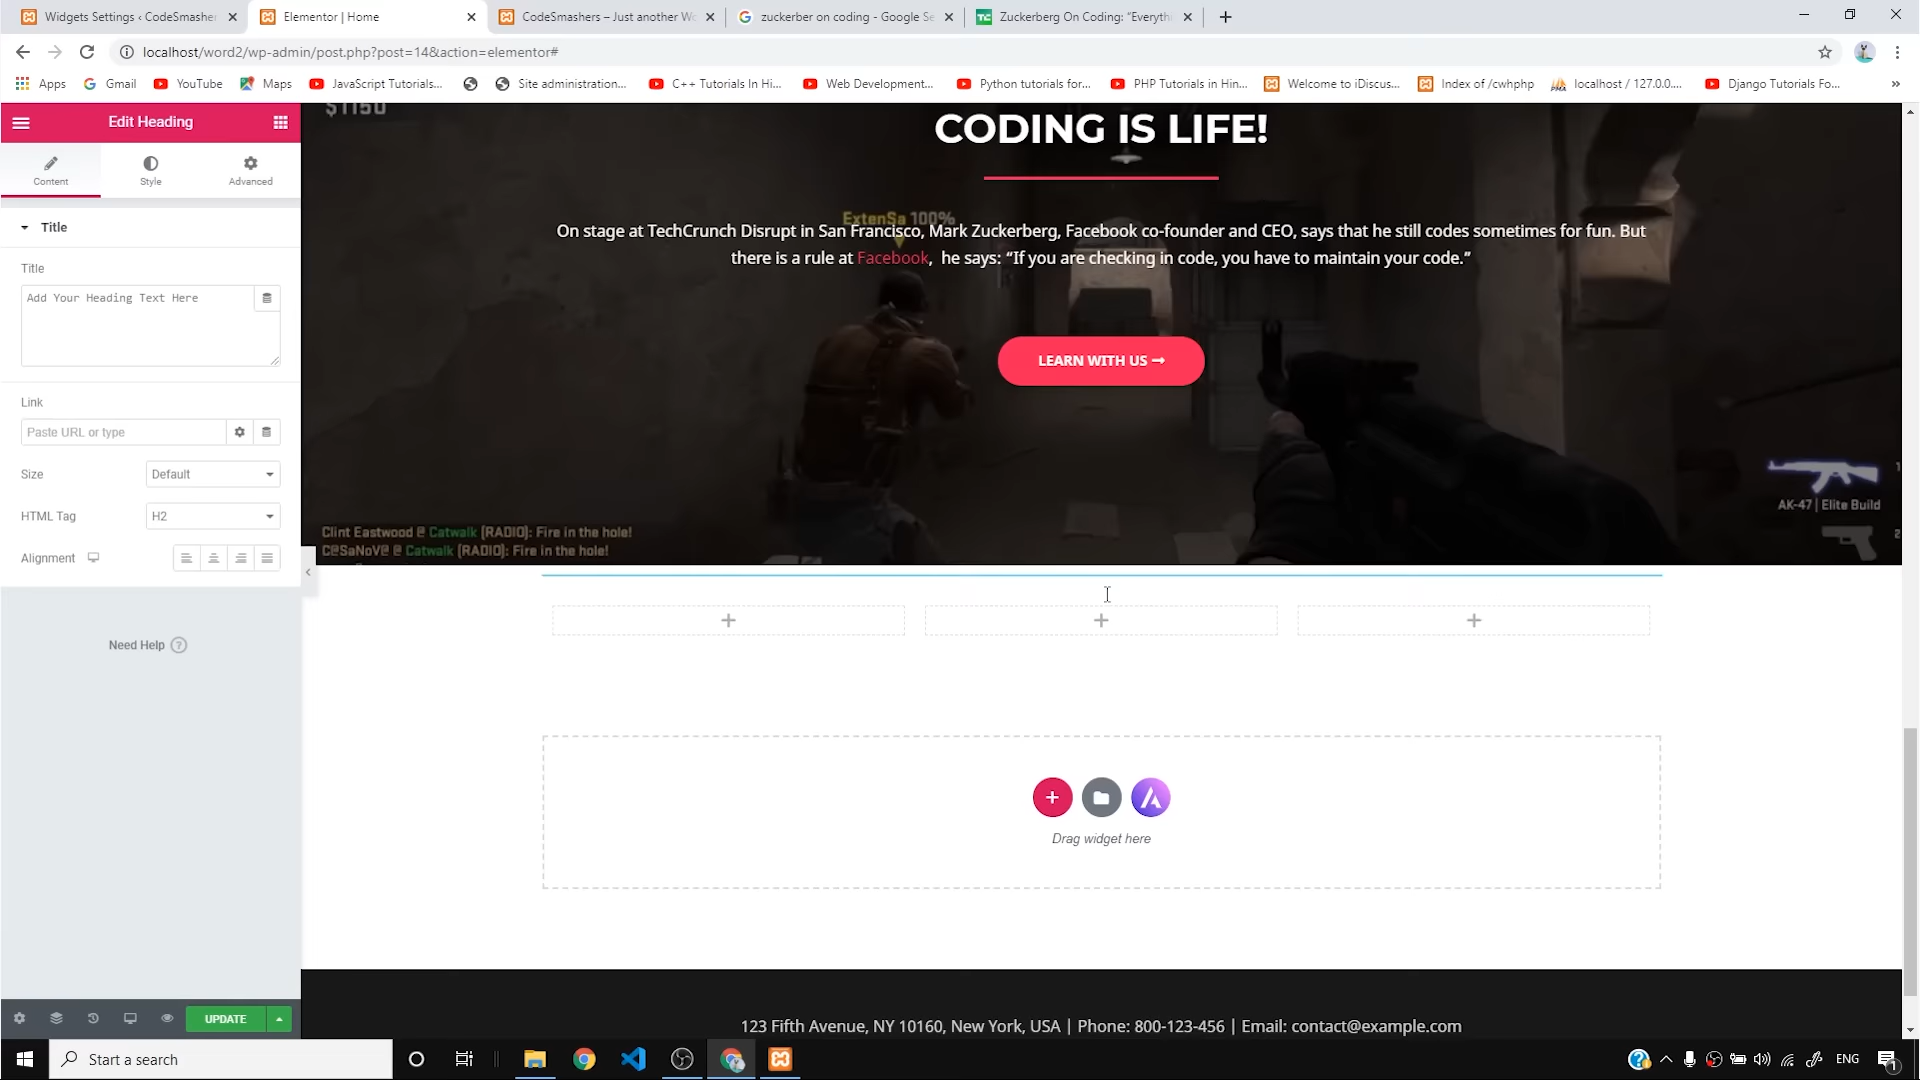 Widgets Settings ‹ CodeSmasher
Elementor | Home
CodeSmashers – Just another Wo
zuckerber on coding - Google Se
Zuckerberg On Coding: “Everythi
localhost/word2/wp-admin/post.php?post=14&action=elementor#
Apps
Gmail
YouTube
Maps
JavaScript Tutorials...
Site administration...
C++ Tutorials In Hi...
Web Development...
Python tutorials for...
PHP Tutorials in Hin...
Welcome to iDiscus...
Index of /cwhphp
localhost / 127.0.0....
Django Tutorials Fo...
»
Edit Heading
Content
Style
Advanced
Title
Title
Add Your Heading Text Here
Link
Paste URL or type
Size
Default
HTML Tag
H2
Alignment
Need Help
UPDATE
$1150
CODING IS LIFE!
ExtenSa 100%
On stage at TechCrunch Disrupt in San Francisco, Mark Zuckerberg, Facebook co-founder and CEO, says that he still codes sometimes for fun. But
there is a rule at Facebook,  he says: “If you are checking in code, you have to maintain your code.”
LEARN WITH US
AK-47 | Elite Build
Clint Eastwood @ Catwalk (RADIO): Fire in the hole!
C@SaNoV@ @ Catwalk (RADIO): Fire in the hole!
Drag widget here
123 Fifth Avenue, NY 10160, New York, USA | Phone: 800-123-456 | Email: contact@example.com
Start a search
ENG
1